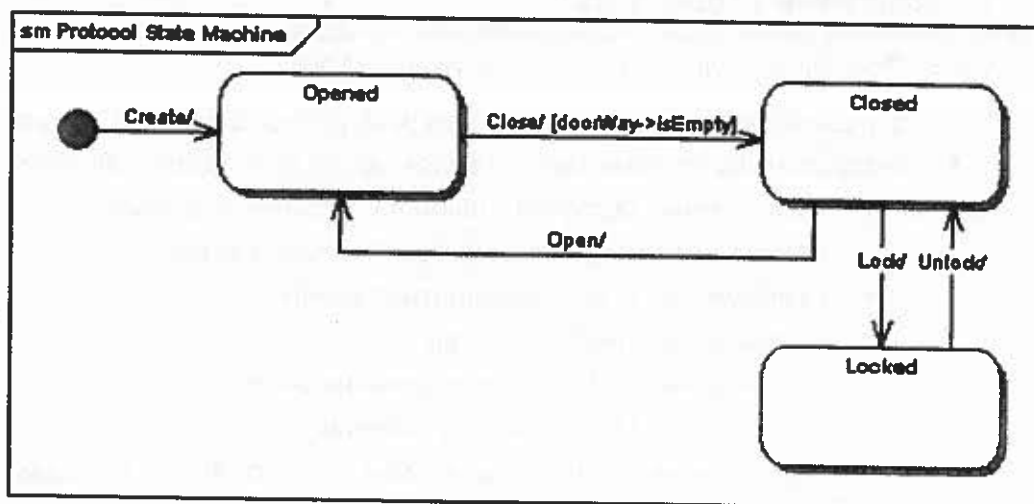 sm Protocol State Machine
Create/
Opened
Close/ [doorWay->isEmpty]
Closed
Open/
Lock/
Unlock/
Locked